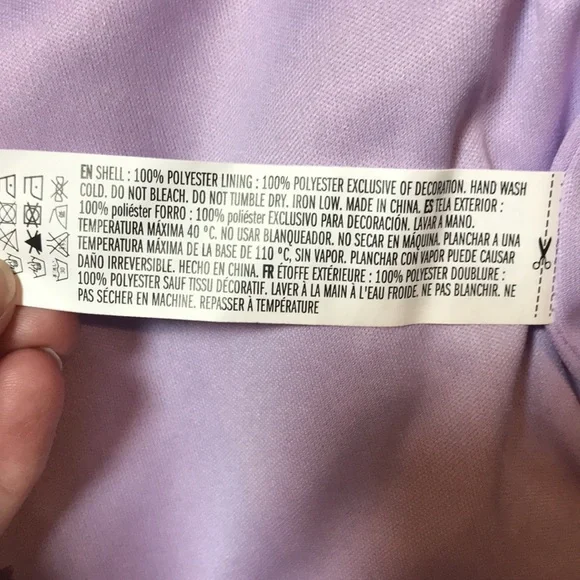 EN SHELL : 100% POLYESTER LINING : 100% POLYESTER EXCLUSIVE OF DECORATION. HAND WASH
COLD. DO NOT BLEACH. DO NOT TUMBLE DRY. IRON LOW. MADE IN CHINA. ES TELA EXTERIOR :
100% poliéster FORRO : 100% poliéster EXCLUSIVO PARA DECORACIÓN. LAVAR A MANO.
TEMPERATURA MÁXIMA 40 °C. NO USAR BLANQUEADOR. NO SECAR EN MÁQUINA. PLANCHAR A UNA
TEMPERATURA MÁXIMA DE LA BASE DE 110 °C, SIN VAPOR. PLANCHAR CON VAPOR PUEDE CAUSAR
DAÑO IRREVERSIBLE. HECHO EN CHINA. FR ÉTOFFE EXTÉRIEURE : 100% POLYESTER DOUBLURE :
100% POLYESTER SAUF TISSU DÉCORATIF. LAVER À LA MAIN À L'EAU FROIDE. NE PAS BLANCHIR. NE
PAS SÉCHER EN MACHINE. REPASSER À TEMPÉRATURE